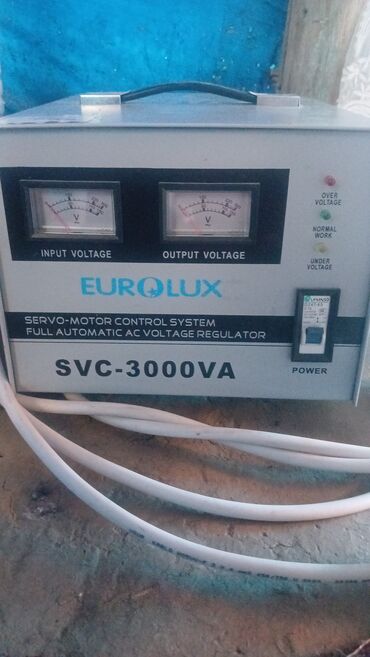 OVER
VOLTAGE
NORMAL
WORK
UNDER
VOLTAGE
V
V
INPUT VOLTAGE
OUTPUT VOLTAGE
EUROLUX
SERVO-MOTOR CONTROL SYSTEM
FULL AUTOMATIC AC VOLTAGE REGULATOR
SVC-3000VA
POWER